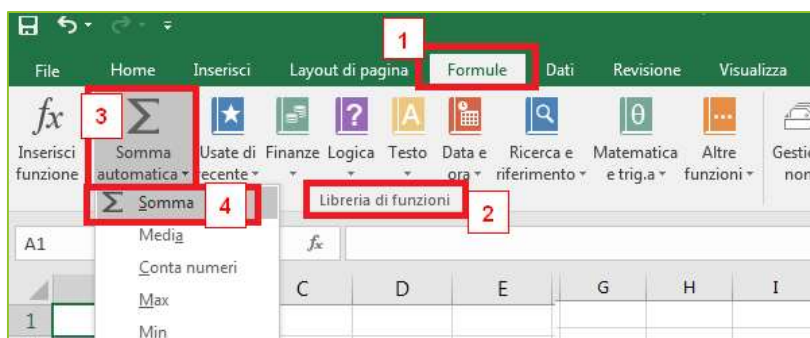 1
File Home Inserisci Layout di pagina Formule Dati Revisione Visualizza
fx 3 Σ ? A θ ...
Inserisci funzione
Somma automatica
Usate di recente
Finanze
Logica
Testo
Data e ora
Ricerca e riferimento
Matematica e trig.a
Altre funzioni
Σ Somma 4
Libreria di funzioni 2
A1 Media fx
Conta numeri
C D E G H I
Max
1
Min